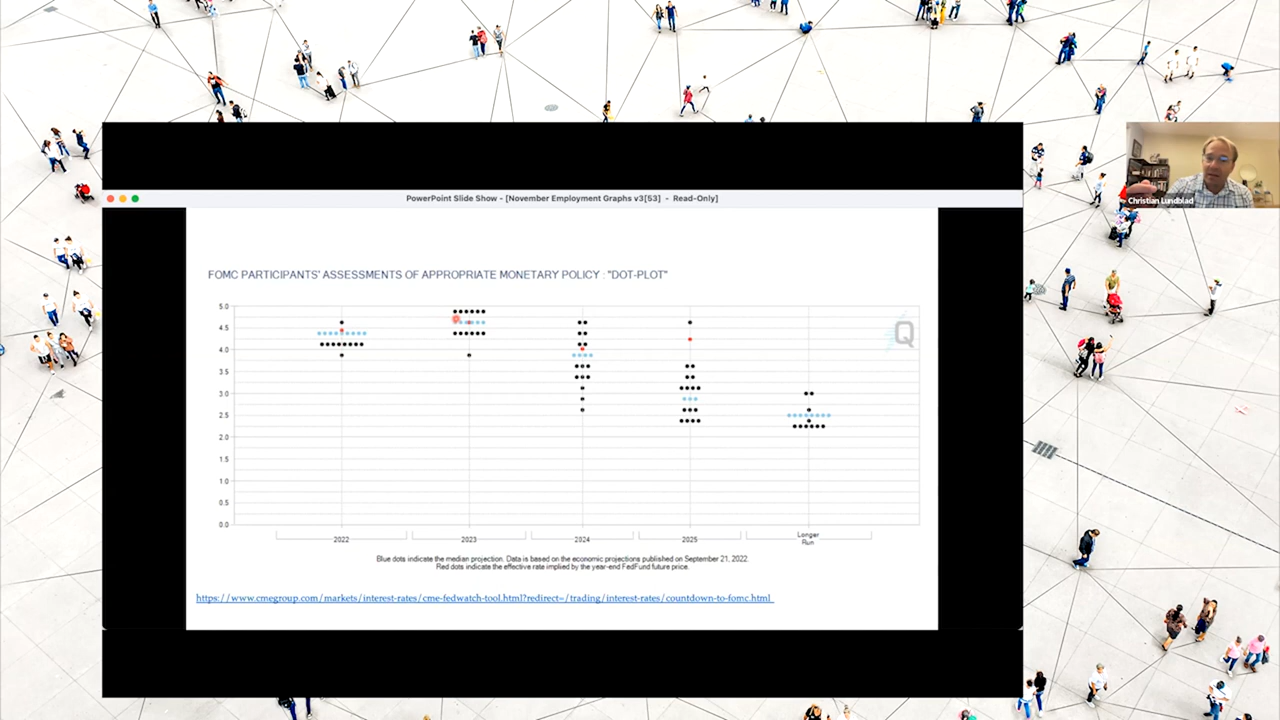 PowerPoint Slide Show - [November Employment Graphs v3[53] - Read-Only]
Christian Lundblad
FOMC PARTICIPANTS' ASSESSMENTS OF APPROPRIATE MONETARY POLICY : "DOT-PLOT"
5.0
4.5
Q
4.0
3.5
3.0
2.5
2.0
1.5
1.0
0.5
0.0
2022 2023 2024 2025 Longer
Run
Blue dots indicate the median projection. Data is based on the economic projections published on September 21, 2022.
Red dots indicate the effective rate implied by the year-end FedFund future price.
https://www.cmegroup.com/markets/interest-rates/cme-fedwatch-tool.html?redirect=/trading/interest-rates/countdown-to-fomc.html